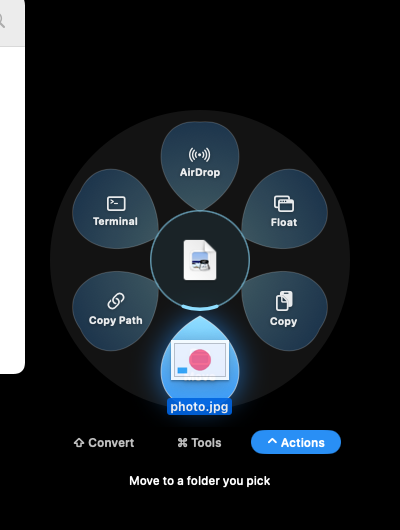 AirDrop
Terminal
Float
Copy Path
Copy
photo.jpg
⇧ Convert
⌘ Tools
⌃ Actions
Move to a folder you pick